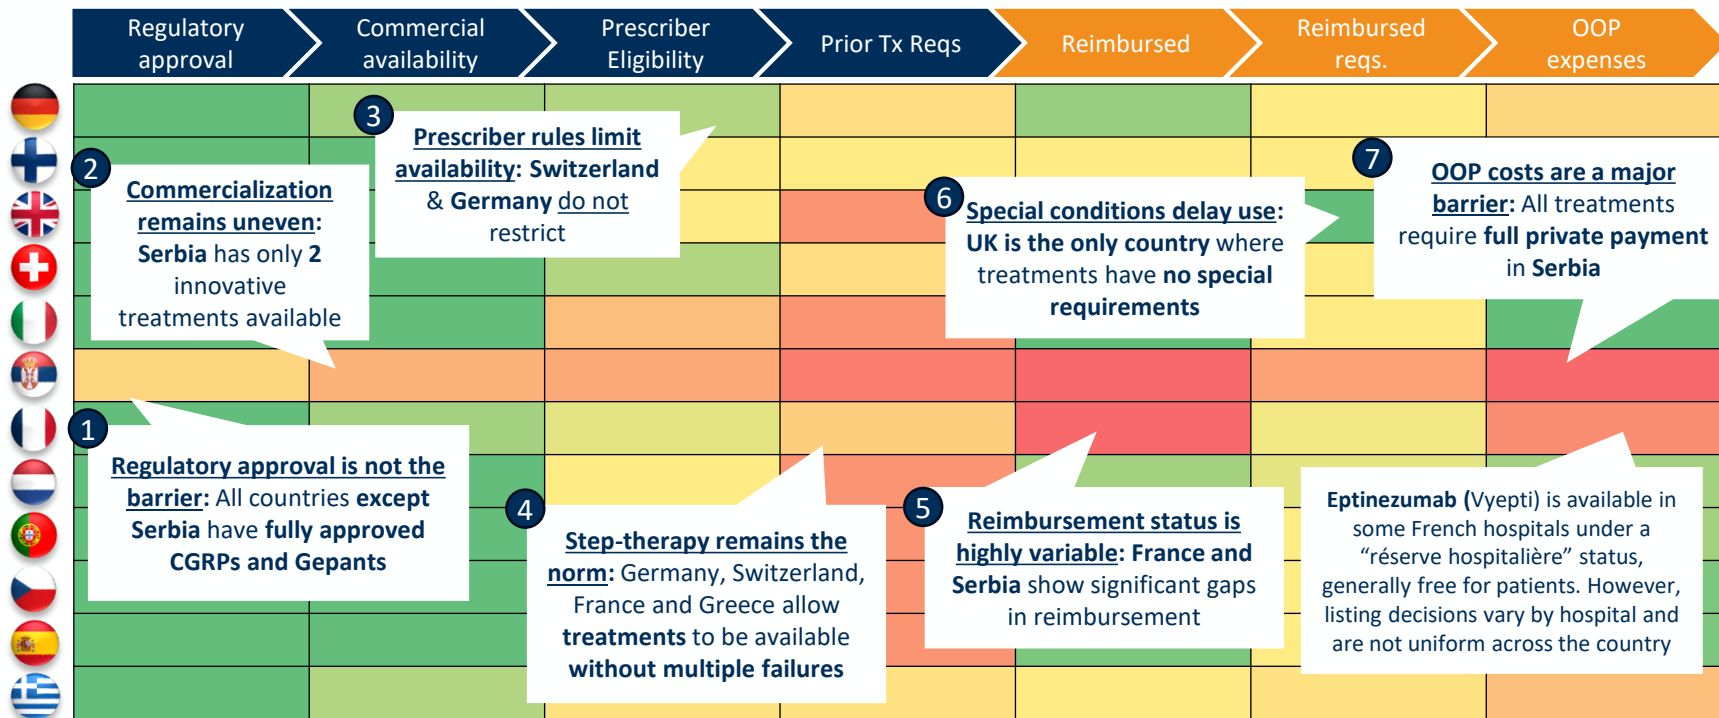 Regulatory
approval
Commercial
availability
Prescriber
Eligibility
Prior Tx Reqs
Reimbursed
Reimbursed
reqs.
OOP
expenses
3
Prescriber rules limit
availability: Switzerland
& Germany do not
restrict
2
Commercialization
remains uneven:
Serbia has only 2
innovative
treatments available
6
Special conditions delay use:
UK is the only country where
treatments have no special
requirements
7
OOP costs are a major
barrier: All treatments
require full private payment
in Serbia
1
Regulatory approval is not the
barrier: All countries except
Serbia have fully approved
CGRPs and Gepants
4
Step-therapy remains the
norm: Germany, Switzerland,
France and Greece allow
treatments to be available
without multiple failures
5
Reimbursement status is
highly variable: France and
Serbia show significant gaps
in reimbursement
Eptinezumab (Vyepti) is available in
some French hospitals under a
“réserve hospitalière” status,
generally free for patients. However,
listing decisions vary by hospital and
are not uniform across the country